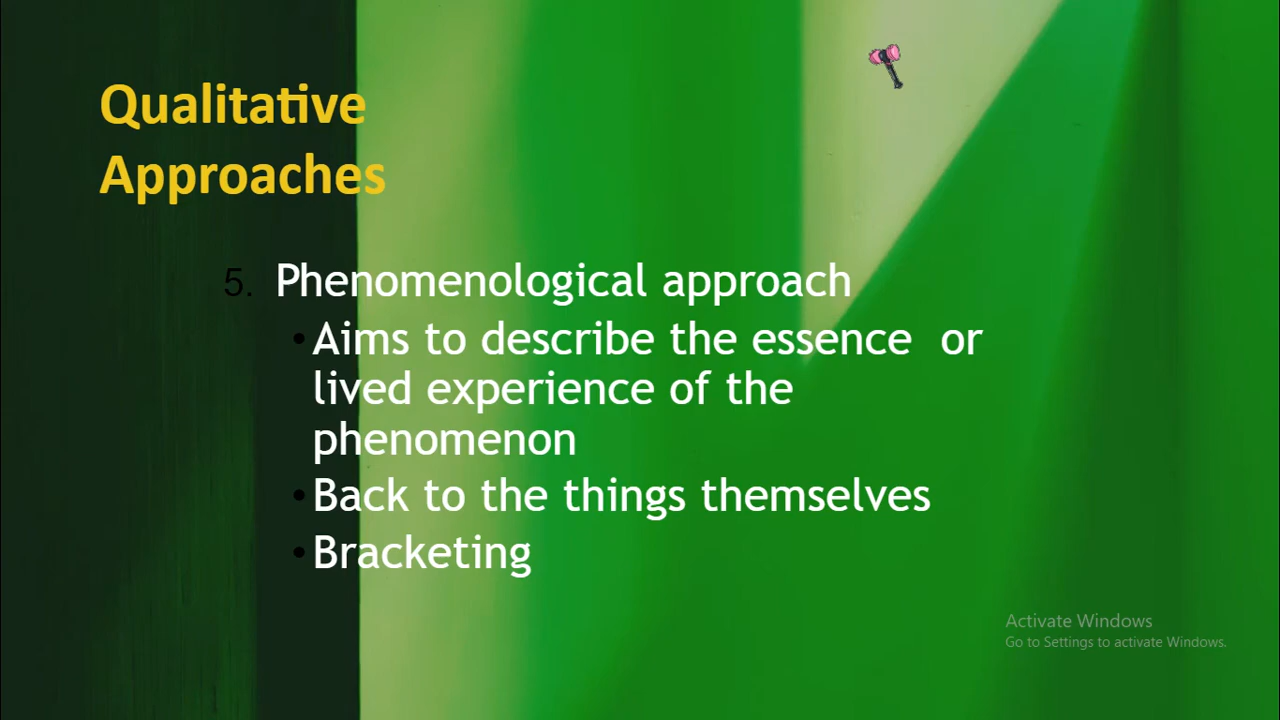 Qualitative
Approaches
5. Phenomenological approach
•Aims to describe the essence  or
lived experience of the
phenomenon
•Back to the things themselves
•Bracketing
Activate Windows
Go to Settings to activate Windows.